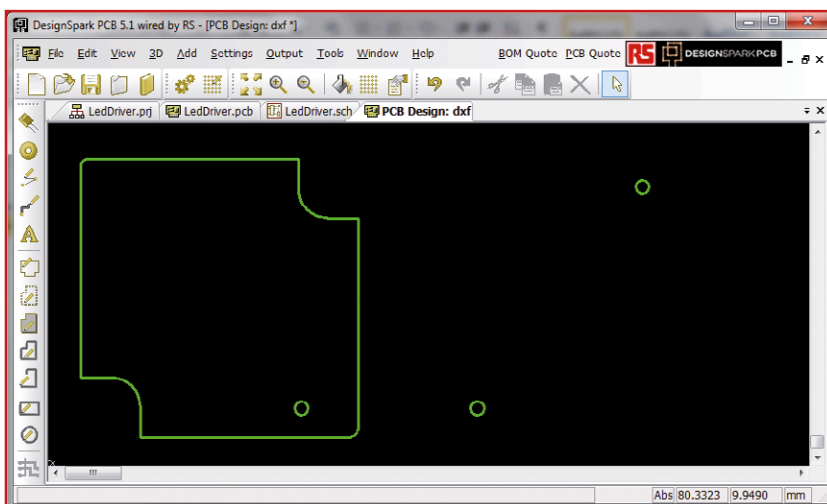 DesignSpark PCB 5.1 wired by RS - [PCB Design: dxf *]
File Edit View 3D Add Settings Output Tools Window Help BOM Quote PCB Quote RS DESIGNSPARK PCB
LedDriver.prj LedDriver.pcb LedDriver.sch PCB Design: dxf
Abs 80.3323 9.9490 mm